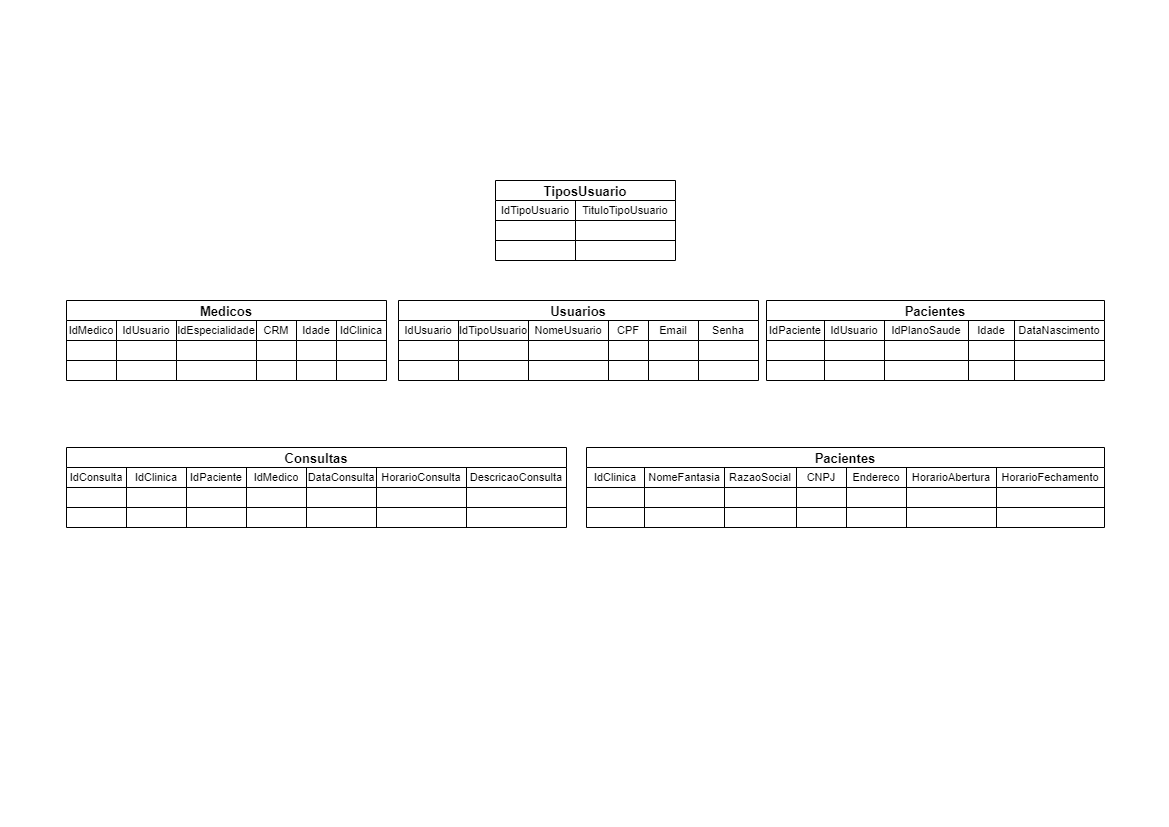 TiposUsuario
IdTipoUsuario TituloTipoUsuario
Medicos
IdMedico IdUsuario IdEspecialidade CRM Idade IdClinica
Usuarios
IdUsuario IdTipoUsuario NomeUsuario CPF Email Senha
Pacientes
IdPaciente IdUsuario IdPlanoSaude Idade DataNascimento
Consultas
IdConsulta IdClinica IdPaciente IdMedico DataConsulta HorarioConsulta DescricaoConsulta
Pacientes
IdClinica NomeFantasia RazaoSocial CNPJ Endereco HorarioAbertura HorarioFechamento